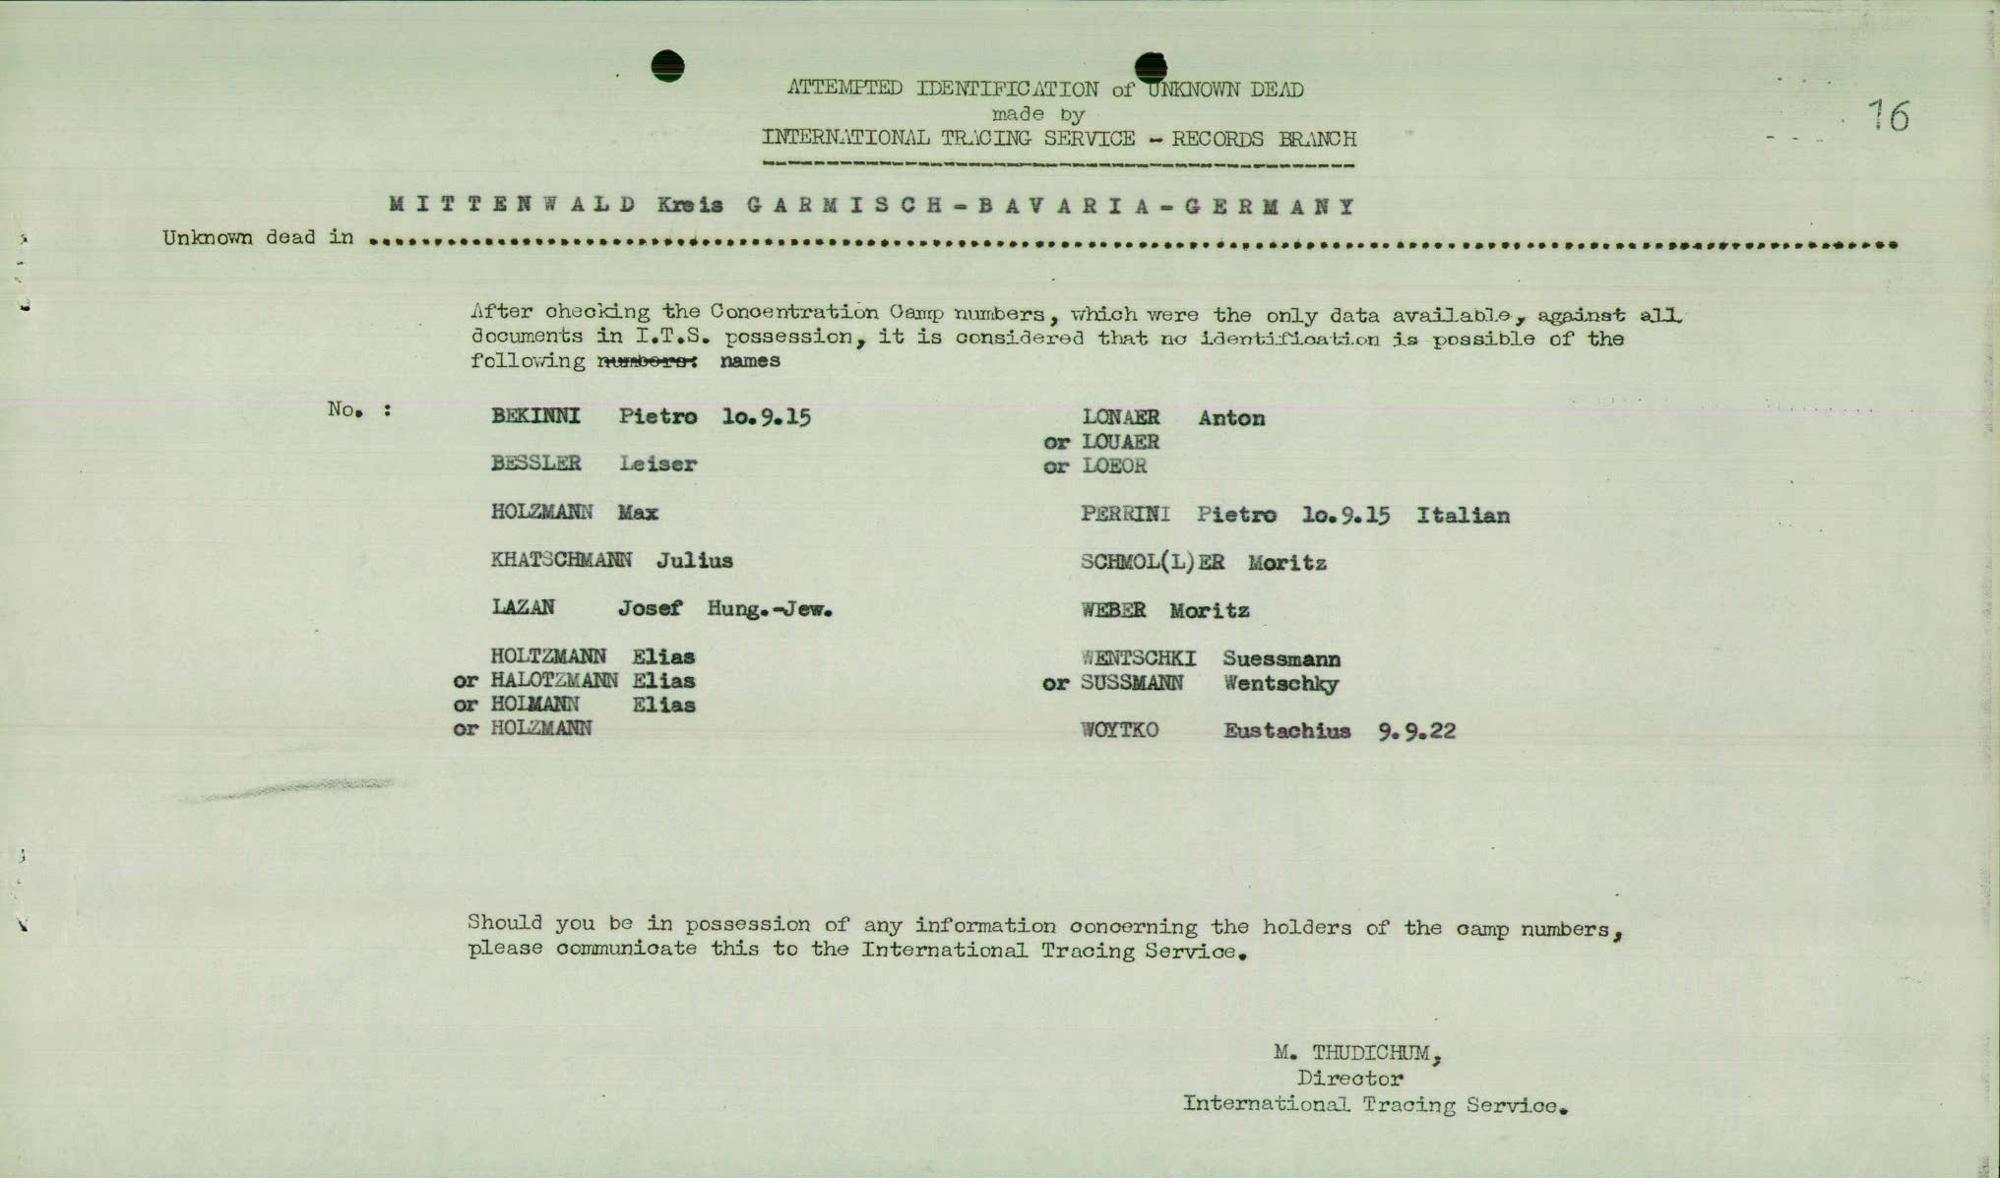 ATTEMPTED IDENTIFICATION of UNKNOWN DEAD
made by
INTERNATIONAL TRACING SERVICE - RECORDS BRANCH
16
MITTENWALD Kreis GARMISCH-BAVARIA-GERMANY
Unknown dead in ........................................................................
After checking the Concentration Camp numbers, which were the only data available, against all
documents in I.T.S. possession, it is considered that no identification is possible of the
following numbers: names
No. :
BEKINNI Pietro lo.9.15
BESSLER Leiser
HOLZMANN Max
KHATSCHMANN Julius
LAZAN Josef Hung.-Jew.
HOLTZMANN Elias
or HALOTZMANN Elias
or HOLMANN Elias
or HOLZMANN
LONAER Anton
or LOUAER
or LOEOR
PERRINI Pietro lo.9.15 Italian
SCHMOL(L)ER Moritz
WEBER Moritz
WENTSCHKI Suessmann
or SUSSMANN Wentschky
WOYTKO Eustachius 9.9.22
Should you be in possession of any information concerning the holders of the camp numbers,
please communicate this to the International Tracing Service.
M. THUDICHUM,
Director
International Tracing Service.